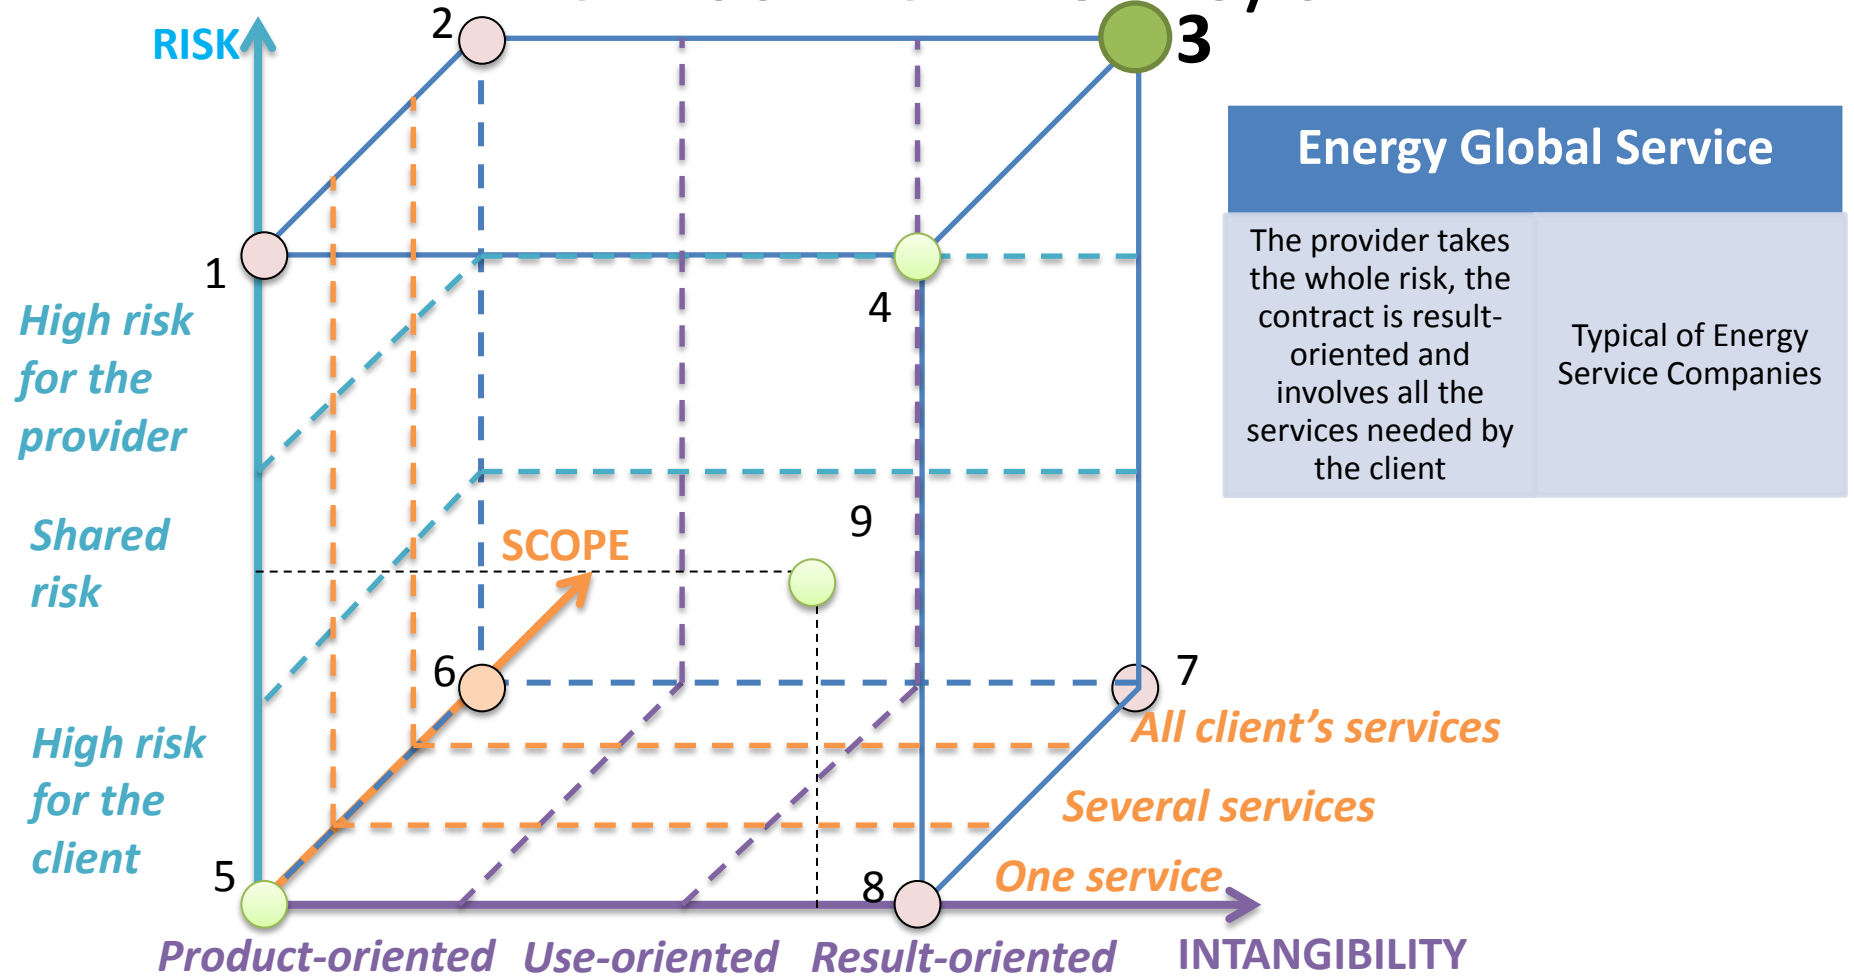 RISK
2
3
1
4
High risk
for the
provider
Shared
risk
High risk
for the
client
SCOPE
9
6
7
5
8
All client's services
Several services
One service
Product-oriented
Use-oriented
Result-oriented
INTANGIBILITY
Energy Global Service
The provider takes
the whole risk, the
contract is result-
oriented and
involves all the
services needed by
the client
Typical of Energy
Service Companies